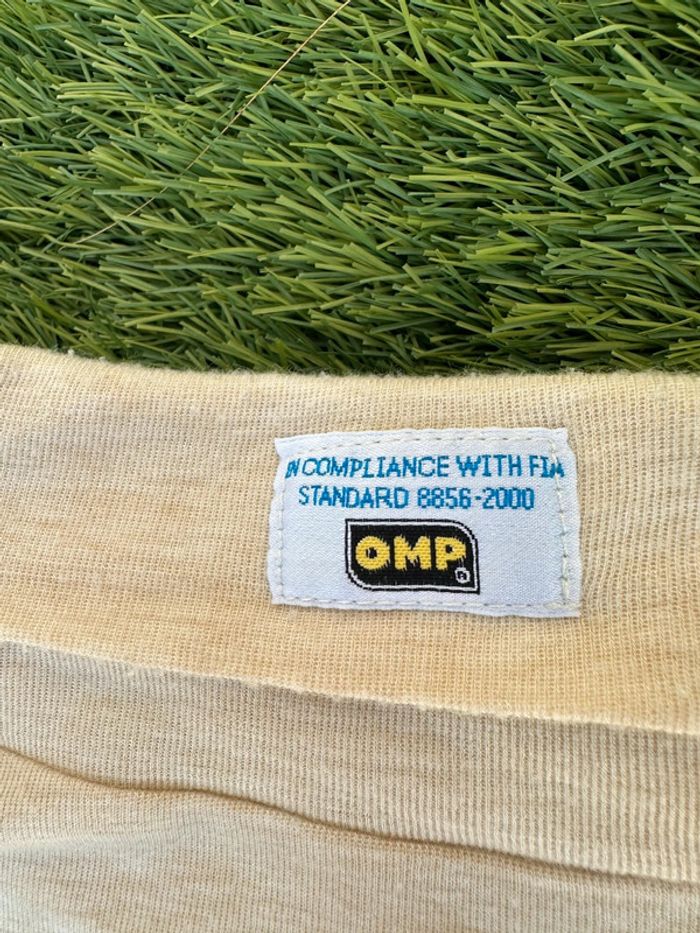 IN COMPLIANCE WITH FIA
STANDARD 8856-2000
OMP®